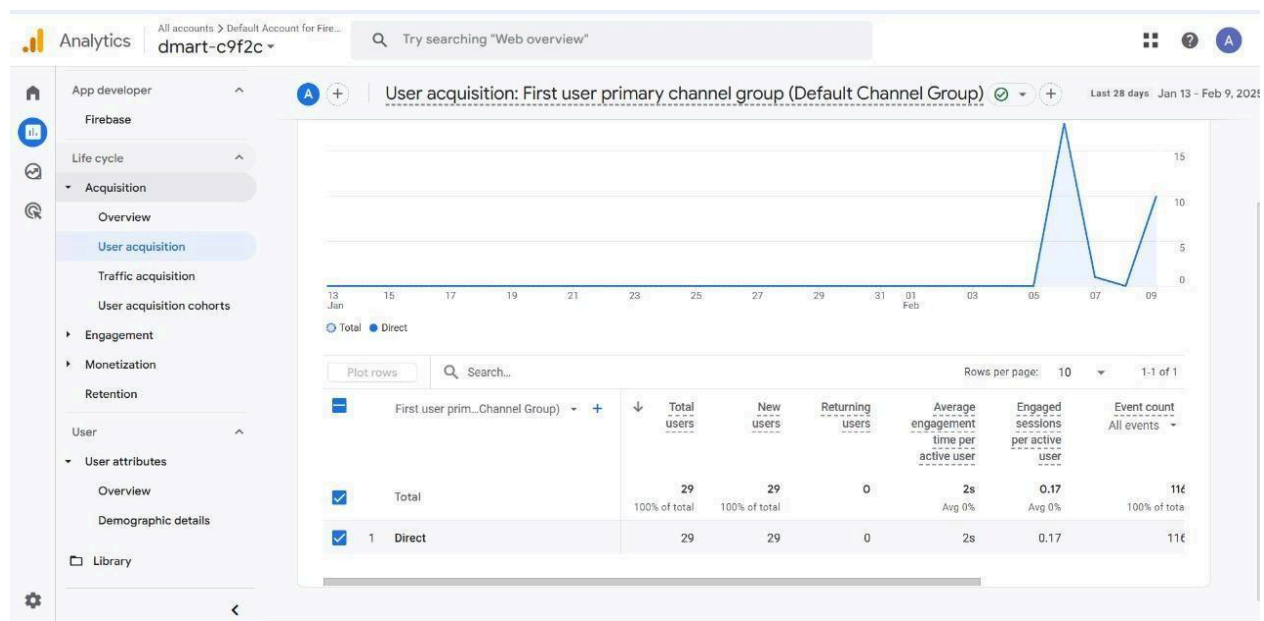 All accounts > Default Account for Fire...
Analytics
dmart-c9f2c
Try searching "Web overview"
A
App developer
Firebase
Life cycle
Acquisition
Overview
User acquisition
Traffic acquisition
User acquisition cohorts
Engagement
Monetization
Retention
User
User attributes
Overview
Demographic details
Library
A
User acquisition: First user primary channel group (Default Channel Group)
Last 28 days Jan 13 - Feb 9, 2025
15
10
5
0
13 Jan
15
17
19
21
23
25
27
29
31
01 Feb
03
05
07
09
Total
Direct
Plot rows
Search...
Rows per page: 10
1-1 of 1
First user prim...Channel Group)
Total users
New users
Returning users
Average engagement time per active user
Engaged sessions per active user
Event count
All events
Total
29
29
0
2s
0.17
100% of total
100% of total
Avg 0%
Avg 0%
1 Direct
29
29
0
2s
0.17